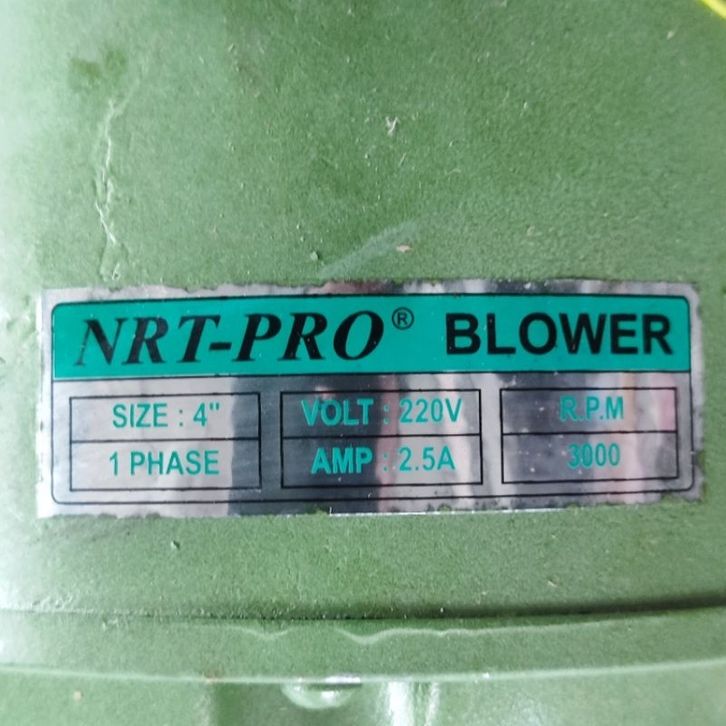 NRT-PRO® BLOWER
SIZE : 4" VOLT : 220V R.P.M
1 PHASE AMP : 2.5A 3000